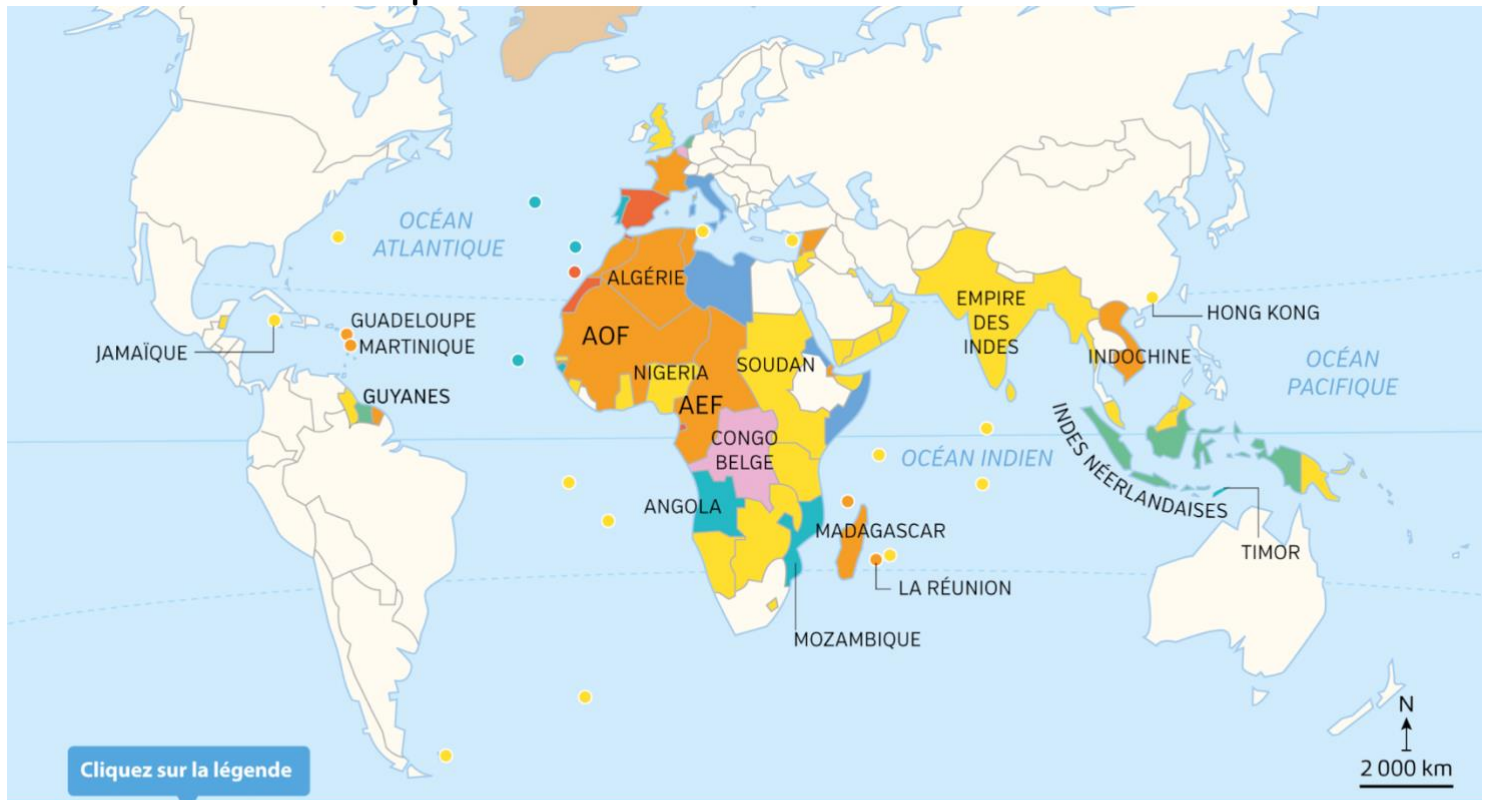 OCÉAN
ATLANTIQUE
ALGÉRIE
EMPIRE
DES
INDES
HONG KONG
GUADELOUPE
MARTINIQUE
JAMAÏQUE
AOF
INDOCHINE
OCÉAN
PACIFIQUE
NIGERIA
SOUDAN
GUYANES
AEF
CONGO
BELGE
OCÉAN INDIEN
INDES NÉERLANDAISES
ANGOLA
MADAGASCAR
TIMOR
LA RÉUNION
MOZAMBIQUE
N
2 000 km
Cliquez sur la légende